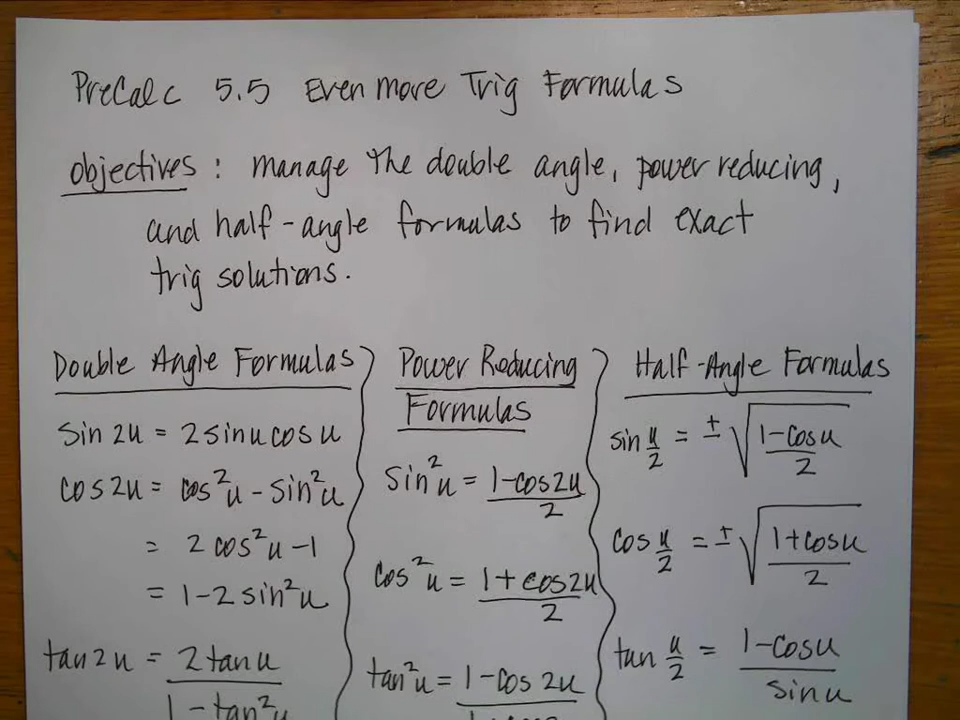 PreCalc 5.5 Even more Trig Formulas
objectives: manage the double angle, power reducing,
and half-angle formulas to find exact
trig solutions.
Double Angle Formulas
sin 2u = 2 sin u cos u
cos 2u = cos²u - sin²u
= 2 cos²u - 1
= 1 - 2 sin²u
tan 2u = 2 tan u / 1 - tan²u
Power Reducing
Formulas
sin²u = 1 - cos 2u / 2
cos²u = 1 + cos 2u / 2
tan²u = 1 - cos 2u
Half-Angle Formulas
sin u/2 = ± √(1 - cos u / 2)
cos u/2 = ± √(1 + cos u / 2)
tan u/2 = 1 - cos u / sin u